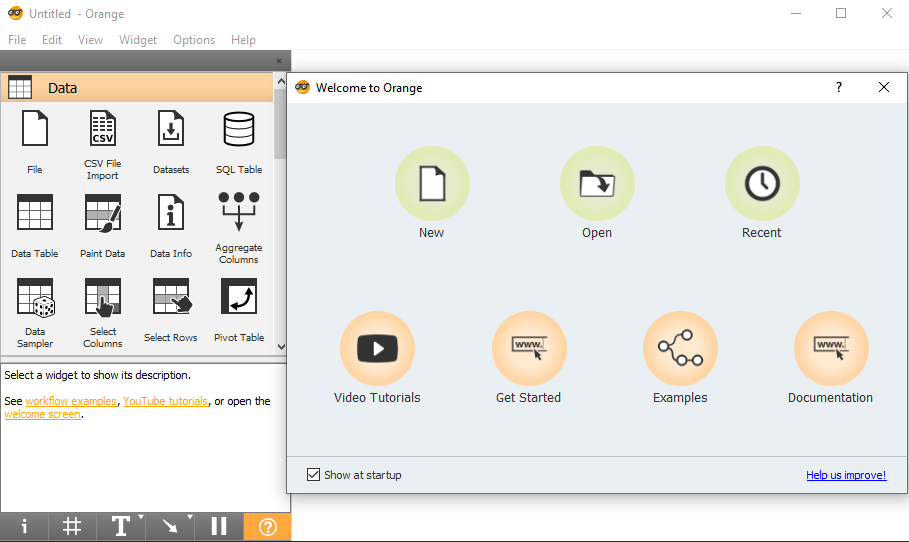 Untitled - Orange
File Edit View Widget Options Help
Data
File
CSV
CSV File
Import
Datasets
SQL Table
Data Table
Paint Data
Data Info
Aggregate
Columns
Data
Sampler
Select
Columns
Select Rows
Pivot Table
Select a widget to show its description.
See workflow examples, YouTube tutorials, or open the
welcome screen.
i # T ?
Welcome to Orange ?
New
Open
Recent
Video Tutorials
www.
Get Started
Examples
www.
Documentation
Show at startup
Help us improve!